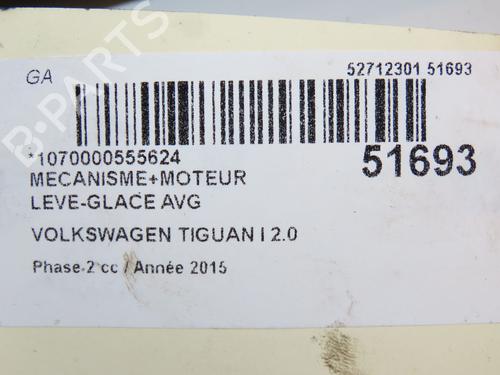 GA
52712301 51693
*1070000555624
51693
MECANISME+MOTEUR
LEVE-GLACE AVG
VOLKSWAGEN TIGUAN I 2.0
Phase 2 cc / Année 2015
B-PARTS